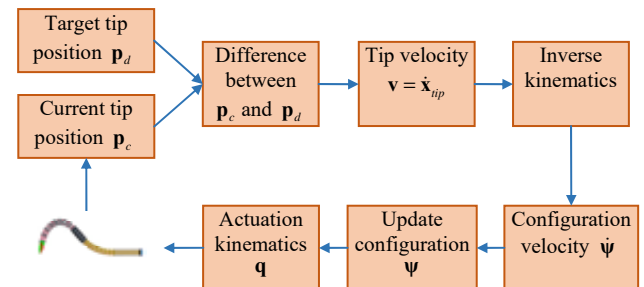 Target tip
position p_d
Current tip
position p_c
Difference
between
p_c and p_d
Tip velocity
v = ẋ_tip
Inverse
kinematics
Configuration
velocity ψ̇
Update
configuration
ψ
Actuation
kinematics
q